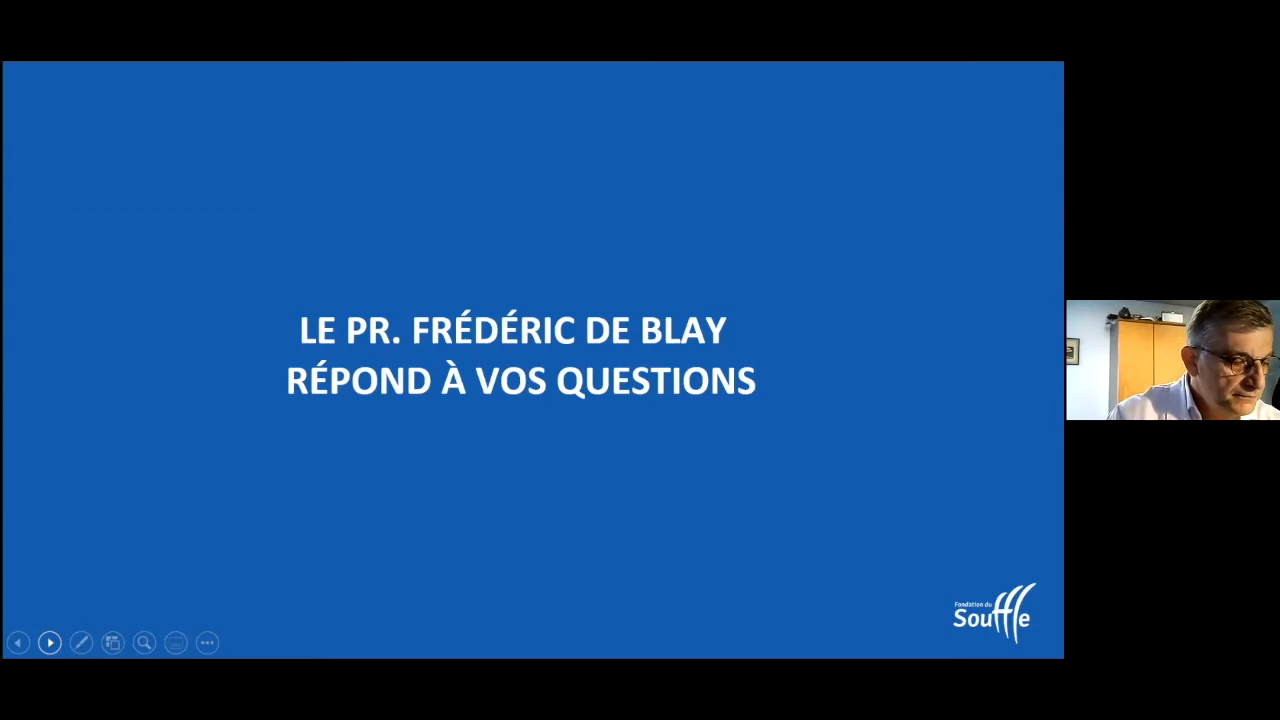 LE PR. FRÉDÉRIC DE BLAY
RÉPOND À VOS QUESTIONS
Fondation du
Souffle